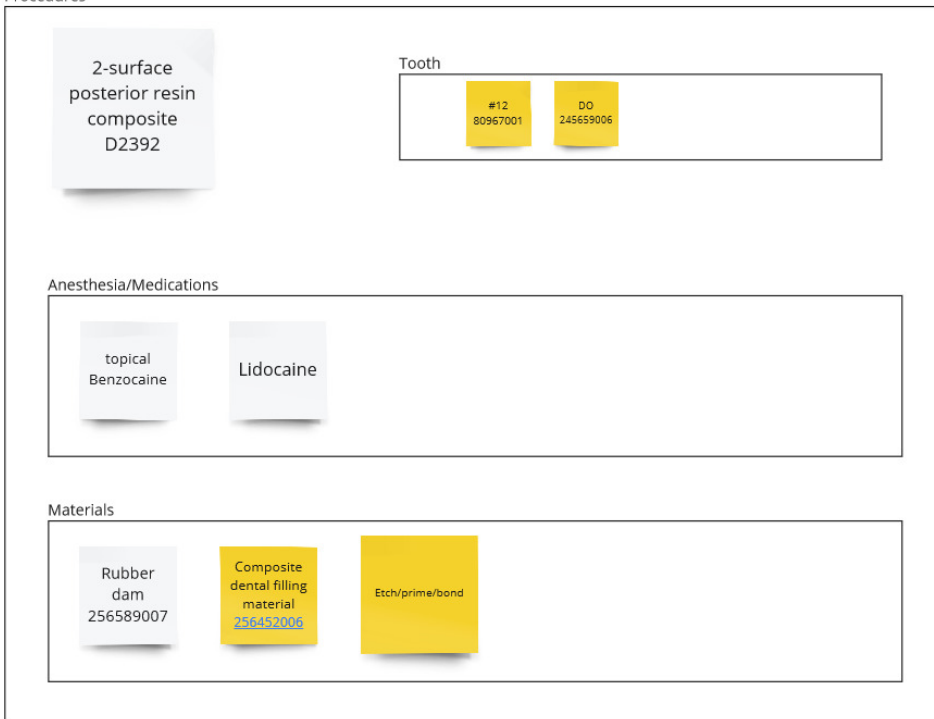 Procedures
2-surface
posterior resin
composite
D2392
Tooth
#12
80967001
DO
245659006
Anesthesia/Medications
topical
Benzocaine
Lidocaine
Materials
Rubber
dam
256589007
Composite
dental filling
material
256452006
Etch/prime/bond